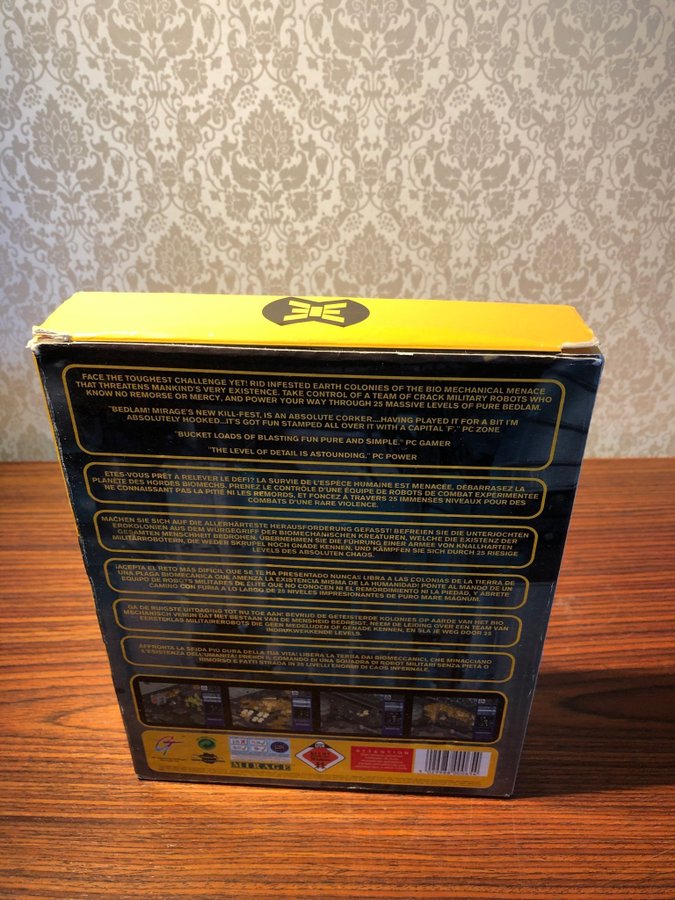 FACE THE TOUGHEST CHALLENGE YET! RID INFESTED EARTH COLONIES OF THE BIO MECHANICAL MENACE
THAT THREATENS MANKIND'S VERY EXISTENCE. TAKE CONTROL OF A TEAM OF CRACK MILITARY ROBOTS WHO
KNOW NO REMORSE OR MERCY, AND POWER YOUR WAY THROUGH 25 MASSIVE LEVELS OF PURE BEDLAM.
"BEDLAM! MIRAGE'S NEW KILL-FEST, IS AN ABSOLUTE CORKER...HAVING PLAYED IT FOR A BIT I'M
ABSOLUTELY HOOKED...IT'S GOT FUN STAMPED ALL OVER IT WITH A CAPITAL 'F'." PC ZONE
"BUCKET LOADS OF BLASTING FUN PURE AND SIMPLE." PC GAMER
"THE LEVEL OF DETAIL IS ASTOUNDING." PC POWER
ETES-VOUS PRÊT A RELEVER LE DEFI? LA SURVIE DE L'ESPÈCE HUMAINE EST MENACÉE, DÉBARRASEZ LA
PLANÈTE DES HORDES BIOMECHS. PRENEZ LE CONTRÔLE D'UNE ÉQUIPE DE ROBOTS DE COMBAT EXPÉRIMENTÉE
NE CONNAISSANT PAS LA PITIÉ NI LES REMORDS, ET FONCEZ À TRAVERS 25 IMMENSES NIVEAUX POUR DES
COMBATS D'UNE RARE VIOLENCE.
MACHEN SIE SICH AUF DIE ALLERHÄRTESTE HERAUSFORDERUNG GEFASST! BEFREIEN SIE DIE UNTERJOCHTEN
ERDKOLONIEN AUS DEM WÜRGEGRIFF DER BIOMECHANISCHEN KREATUREN, WELCHE DIE EXISTENZ DER
GESAMTEN MENSCHHEIT BEDROHEN. ÜBERNEHMEN SIE DIE FÜHRUNG EINER ARMEE VON KNALLHARTEN
MILITÄRROBOTERN, DIE WEDER SKRUPEL NOCH GNADE KENNEN, UND KÄMPFEN SIE SICH DURCH 25 RIESIGE
LEVELS DES ABSOLUTEN CHAOS.
¡ACEPTA EL RETO MÁS DIFÍCIL QUE SE TE HA PRESENTADO NUNCA! LIBRA A LAS COLONIAS DE LA TIERRA DE
UNA PLAGA BIOMECÁNICA QUE AMENZA LA EXISTENCIA MISMA DE LA HUMANIDAD! PONTE AL MANDO DE UN
EQUIPO DE ROBOTS MILITARES DE ÉLITE QUE NO CONOCEN NI EL REMORDIMIENTO NI LA PIEDAD, Y ÁBRETE
CAMINO CON FURIA A LO LARGO DE 25 NIVELES IMPRESIONANTES DE PURO MARE MAGNUM.
GA DE RUIGSTE UITDAGING TOT NU TOE AAN! BEVRIJD DE GETEISTERDE KOLONIES OP AARDE VAN HET BIO
MECHANISCH VENIJN DAT HET BESTAAN VAN DE MENSHEID BEDREIGT. NEEM DE LEIDING OVER EEN TEAM VAN
EERSTEKLAS MILITAIREROBOTS DIE GEEN MEDELIJDEN OF GENADE KENNEN, EN SLA JE WEG DOOR 25
INDRUKWEKKENDE LEVELS.
AFFRONTA LA SFIDA PIÙ DURA DELLA TUA VITA! LIBERA LA TERRA DAI BIOMECCANICI, CHE MINACCIANO
L'ESISTENZA DELL'UMANITÀ! PRENDI IL COMANDO DI UNA SQUADRA DI ROBOT MILITARI SENZA PIETÀ O
RIMORSO E FATTI STRADA IN 25 LIVELLI ENORMI DI CAOS INFERNALE.
GT
MIRAGE
ATTENTION